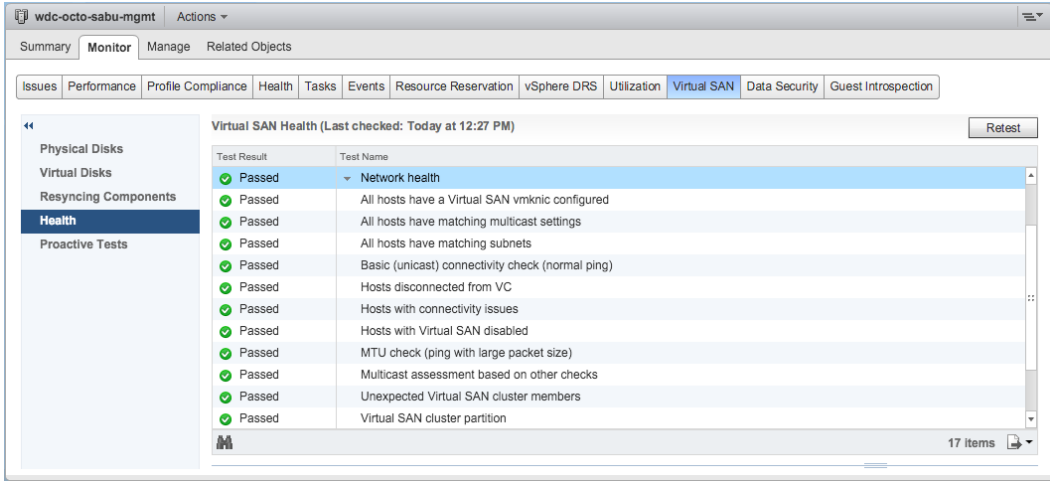 wdc-octo-sabu-mgmt Actions
Summary Monitor Manage Related Objects
Issues Performance Profile Compliance Health Tasks Events Resource Reservation vSphere DRS Utilization Virtual SAN Data Security Guest Introspection
Virtual SAN Health (Last checked: Today at 12:27 PM) Retest
Physical Disks
Virtual Disks
Resyncing Components
Health
Proactive Tests
Test Result Test Name
Passed Network health
Passed All hosts have a Virtual SAN vmknic configured
Passed All hosts have matching multicast settings
Passed All hosts have matching subnets
Passed Basic (unicast) connectivity check (normal ping)
Passed Hosts disconnected from VC
Passed Hosts with connectivity issues
Passed Hosts with Virtual SAN disabled
Passed MTU check (ping with large packet size)
Passed Multicast assessment based on other checks
Passed Unexpected Virtual SAN cluster members
Passed Virtual SAN cluster partition
17 items